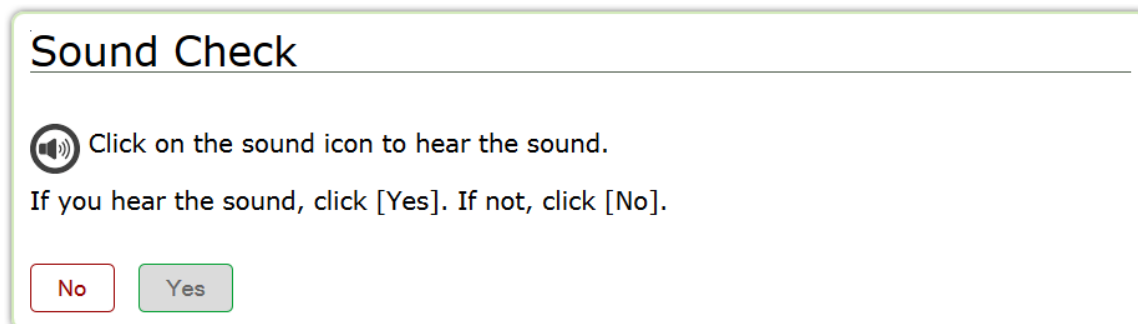 Sound Check
Click on the sound icon to hear the sound.
If you hear the sound, click [Yes]. If not, click [No].
No Yes